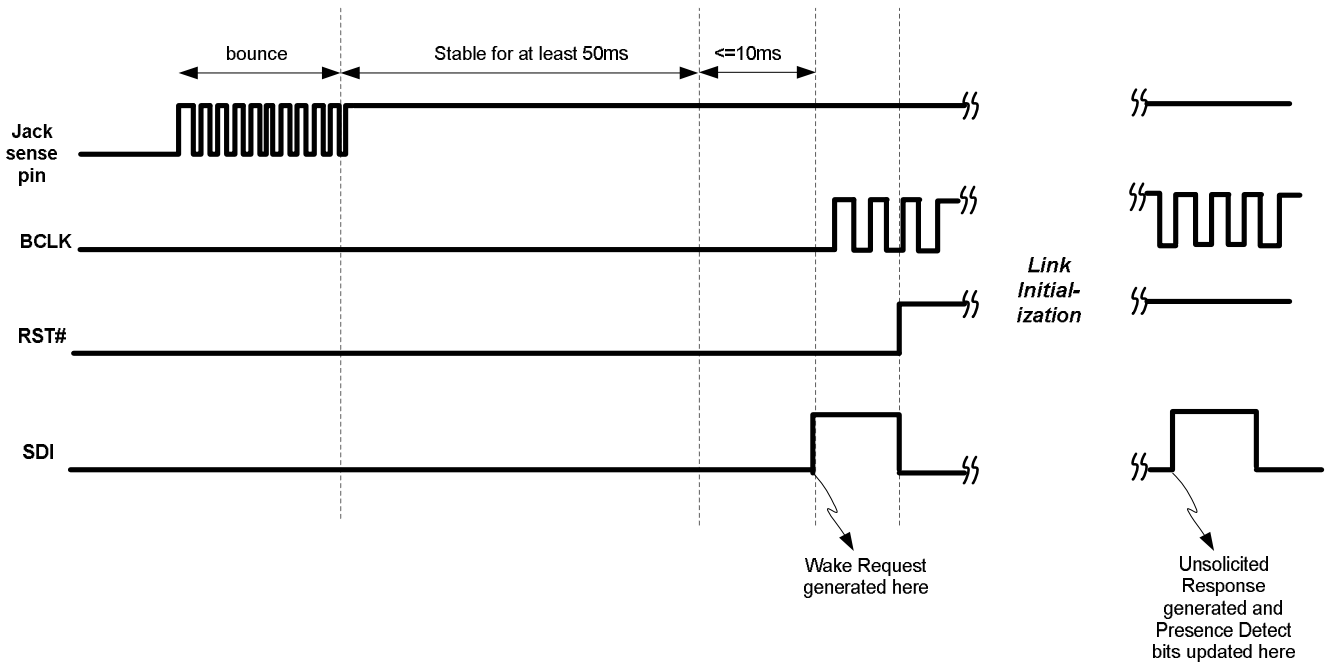 bounce
Stable for at least 50ms
<=10ms
Jack
sense
pin
BCLK
Link
Initial-
ization
RST#
SDI
Wake Request
generated here
Unsolicited
Response
generated and
Presence Detect
bits updated here